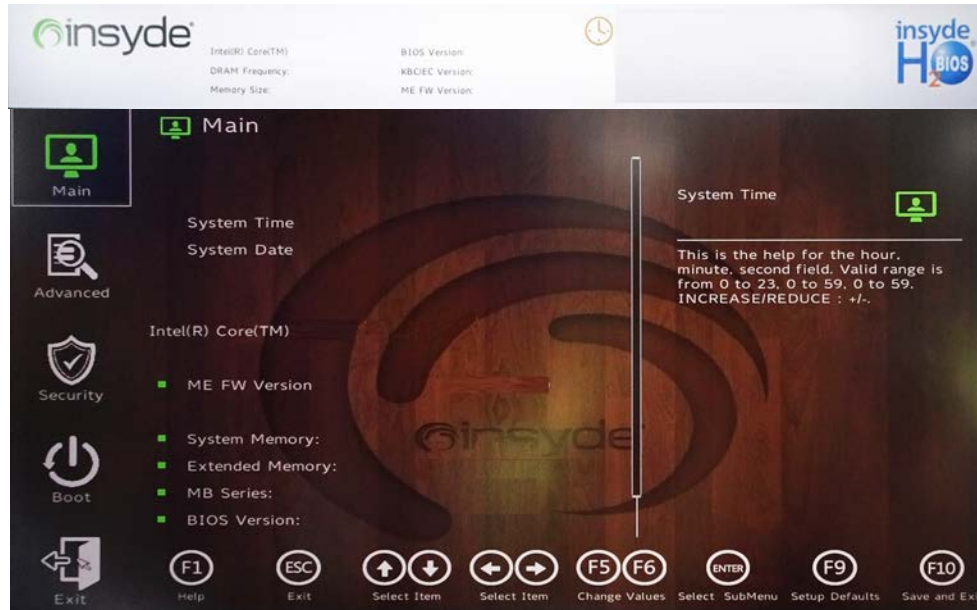 insyde
Intel(R) Core(TM)
DRAM Frequency:
Memory Size:
BIOS Version:
KBC/EC Version:
ME FW Version:
insyde
H2O
BIOS
Main
Advanced
Security
Boot
Exit
Main
System Time
System Date
Intel(R) Core(TM)
ME FW Version
System Memory:
Extended Memory:
MB Series:
BIOS Version:
insyde
System Time
This is the help for the hour,
minute, second field. Valid range is
from 0 to 23, 0 to 59, 0 to 59.
INCREASE/REDUCE : +/-.
F1
Help
ESC
Exit
Select Item
Select Item
F5 F6
Change Values
ENTER
Select SubMenu
F9
Setup Defaults
F10
Save and Ex